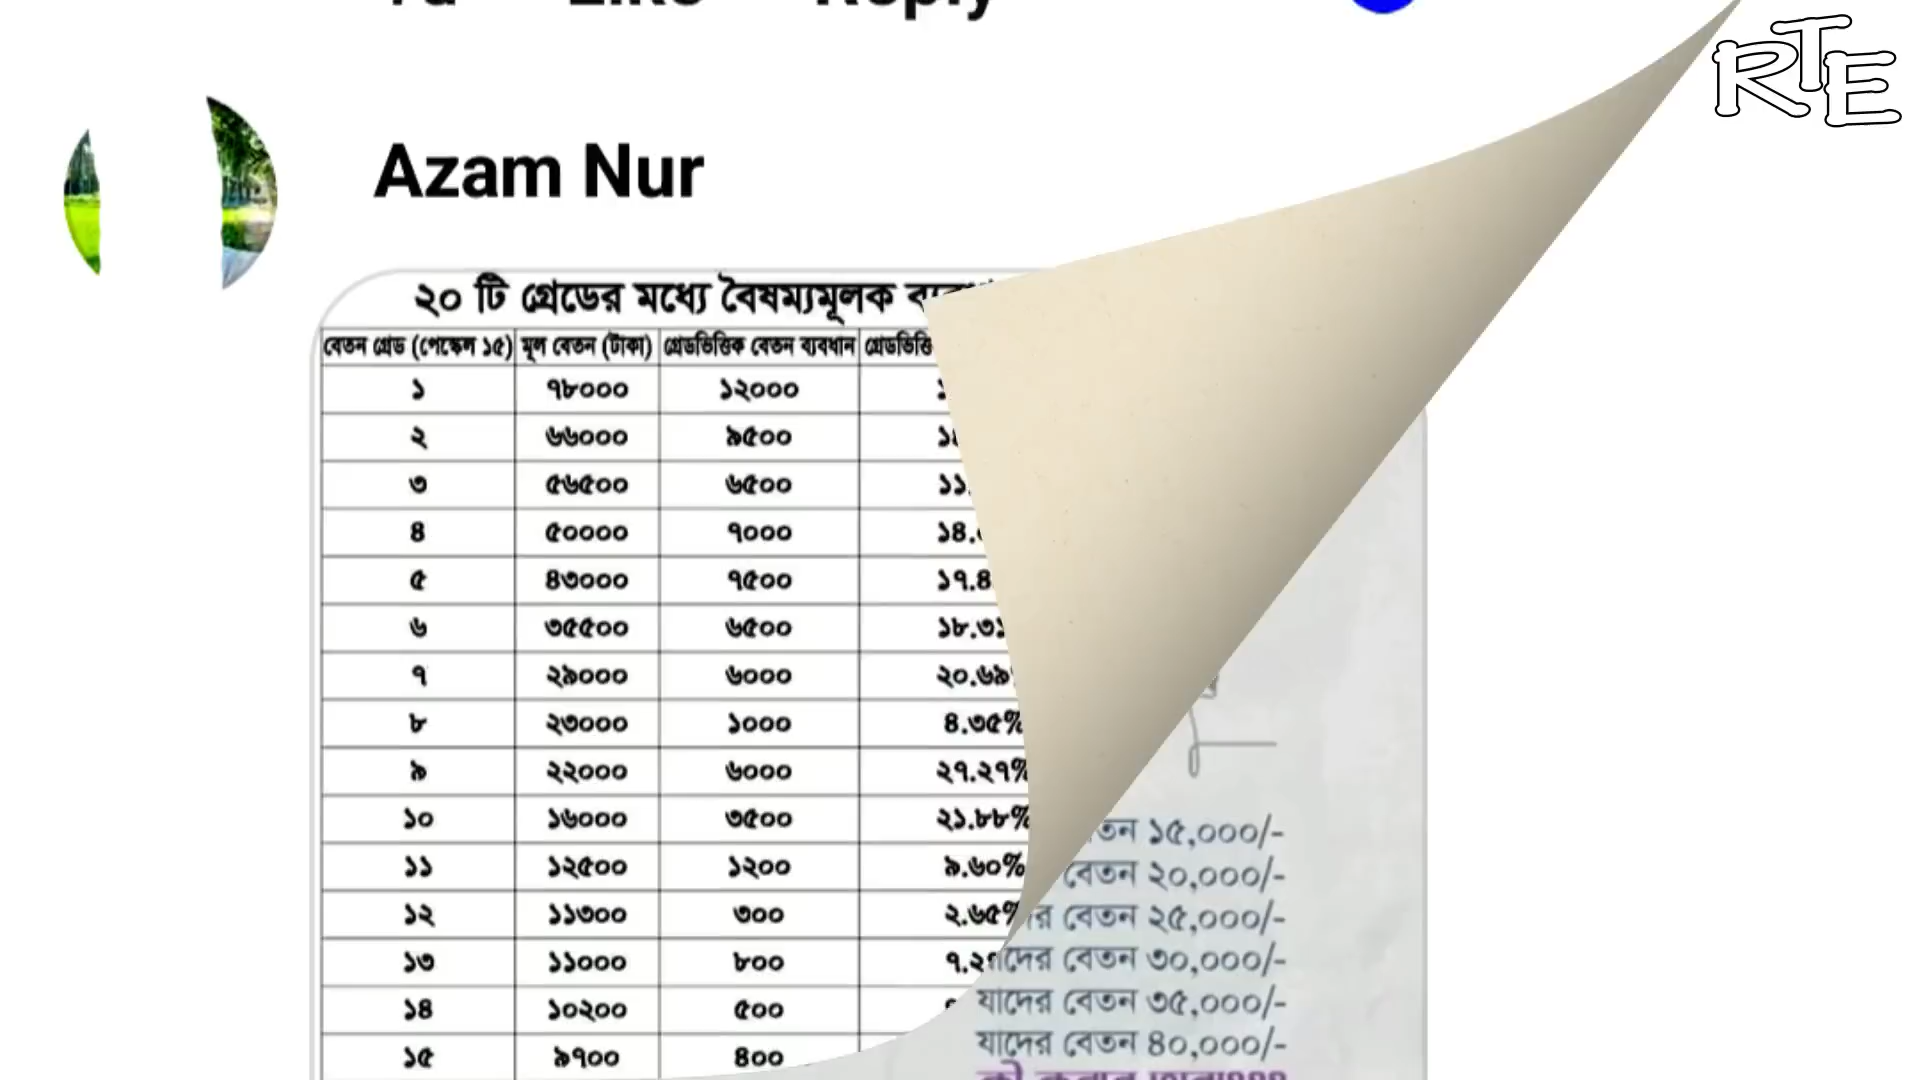 Like Reply
RTE
Azam Nur
২০ টি গ্রেডের মধ্যে বৈষম্যমূলক
বেতন গ্রেড (পেস্কেল ১৫) মূল বেতন (টাকা) গ্রেডভিত্তিক বেতন ব্যবধান
১ ৭৮০০০ ১২০০০
২ ৬৬০০০ ৯৫০০
৩ ৫৬৫০০ ৬৫০০
৪ ৫০০০০ ৭০০০
৫ ৪৩০০০ ৭৫০০
৬ ৩৫৫০০ ৬৫০০
৭ ২৯০০০ ৬০০০ ২০.৬৯
৮ ২৩০০০ ১০০০ ৪.৩৫%
৯ ২২০০০ ৬০০০ ২৭.২৭%
১০ ১৬০০০ ৩৫০০ ২১.৮৮%
১১ ১২৫০০ ১২০০ ৯.৬০%
১২ ১১৩০০ ৩০০ ২.৬৫%
১৩ ১১০০০ ৮০০
১৪ ১০২০০ ৫০০
১৫ ৯৭০০ ৪০০
১৫,০০০/-
বেতন ২০,০০০/-
বেতন ২৫,০০০/-
বেতন ৩০,০০০/-
যাদের বেতন ৩৫,০০০/-
যাদের বেতন ৪০,০০০/-